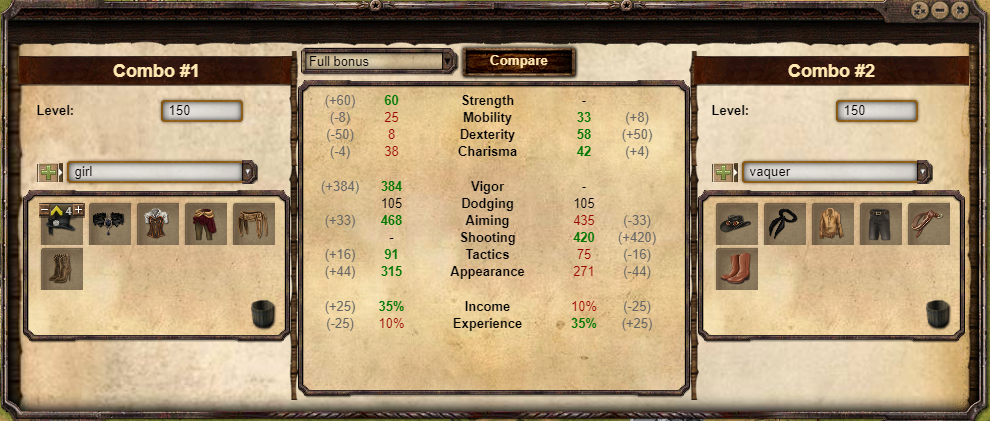 Combo #1
Full bonus
Compare
Combo #2
Level: 150
Level: 150
girl
vaquer
4
(+60) 60 Strength -
(-8) 25 Mobility 33 (+8)
(-50) 8 Dexterity 58 (+50)
(-4) 38 Charisma 42 (+4)
(+384) 384 Vigor -
105 Dodging 105
(+33) 468 Aiming 435 (-33)
- Shooting 420 (+420)
(+16) 91 Tactics 75 (-16)
(+44) 315 Appearance 271 (-44)
(+25) 35% Income 10% (-25)
(-25) 10% Experience 35% (+25)